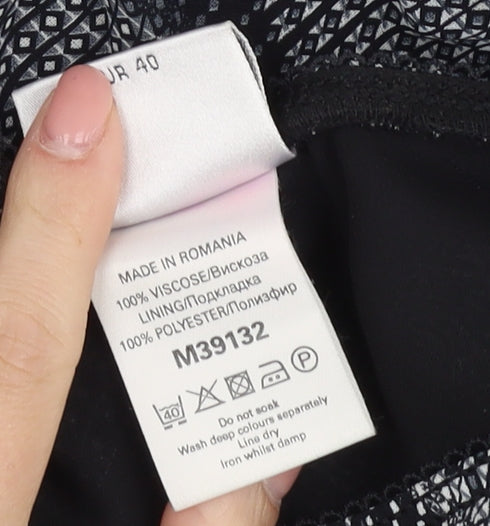 UR 40
MADE IN ROMANIA
100% VISCOSE/Вискоза
LINING/Подкладка
100% POLYESTER/Полиэфир
M39132
40 P
Do not soak
Wash deep colours separately
Line dry
Iron whilst damp